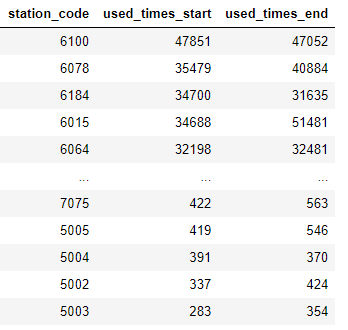 station_code used_times_start used_times_end
6100 47851 47052
6078 35479 40884
6184 34700 31635
6015 34688 51481
6064 32198 32481
... ... ...
7075 422 563
5005 419 546
5004 391 370
5002 337 424
5003 283 354